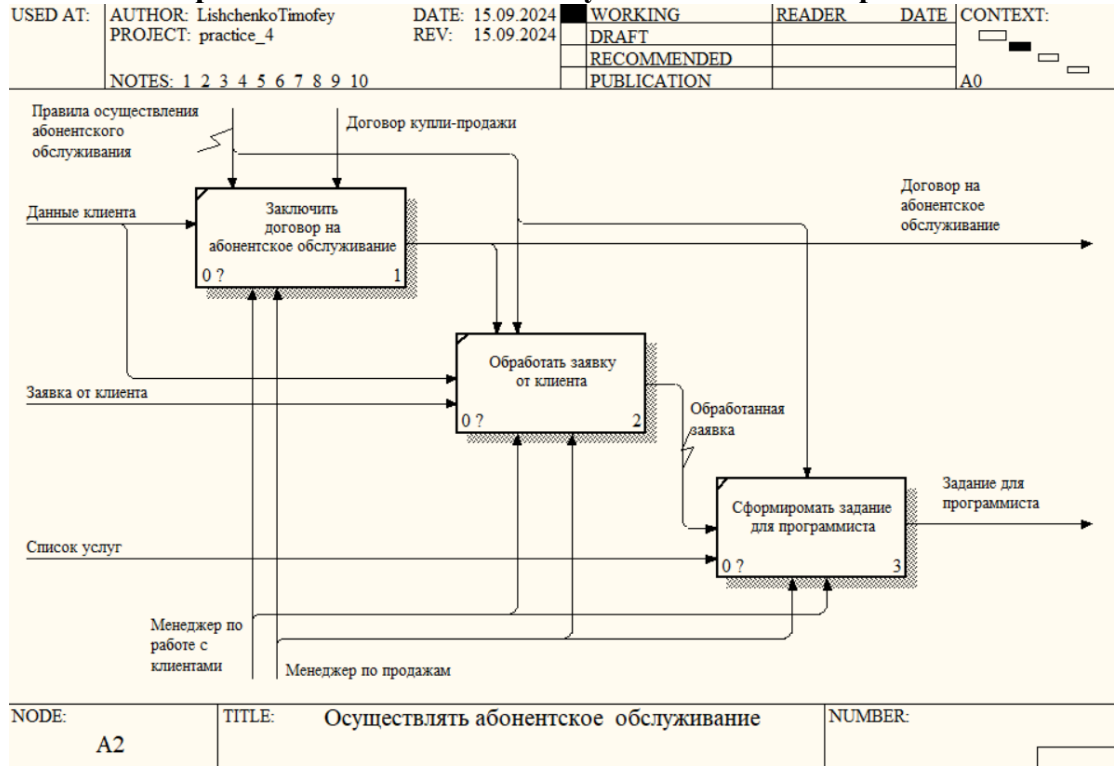 USED AT:
AUTHOR: LishchenkoTimofey
DATE: 15.09.2024
WORKING
READER
DATE
CONTEXT:
PROJECT: practice_4
REV: 15.09.2024
DRAFT
RECOMMENDED
NOTES: 1 2 3 4 5 6 7 8 9 10
PUBLICATION
A0
Правила осуществления
абонентского
обслуживания
Договор купли-продажи
Данные клиента
Заключить
договор на
абонентское обслуживание
0 ?
1
Договор на
абонентское
обслуживание
Обработать заявку
от клиента
0 ?
2
Заявка от клиента
Обработанная
заявка
Сформиромать задание
для программиста
0 ?
3
Задание для
программиста
Список услуг
Менеджер по
работе с
клиентами
Менеджер по продажам
NODE:
A2
TITLE:
Осуществлять абонентское обслуживание
NUMBER: